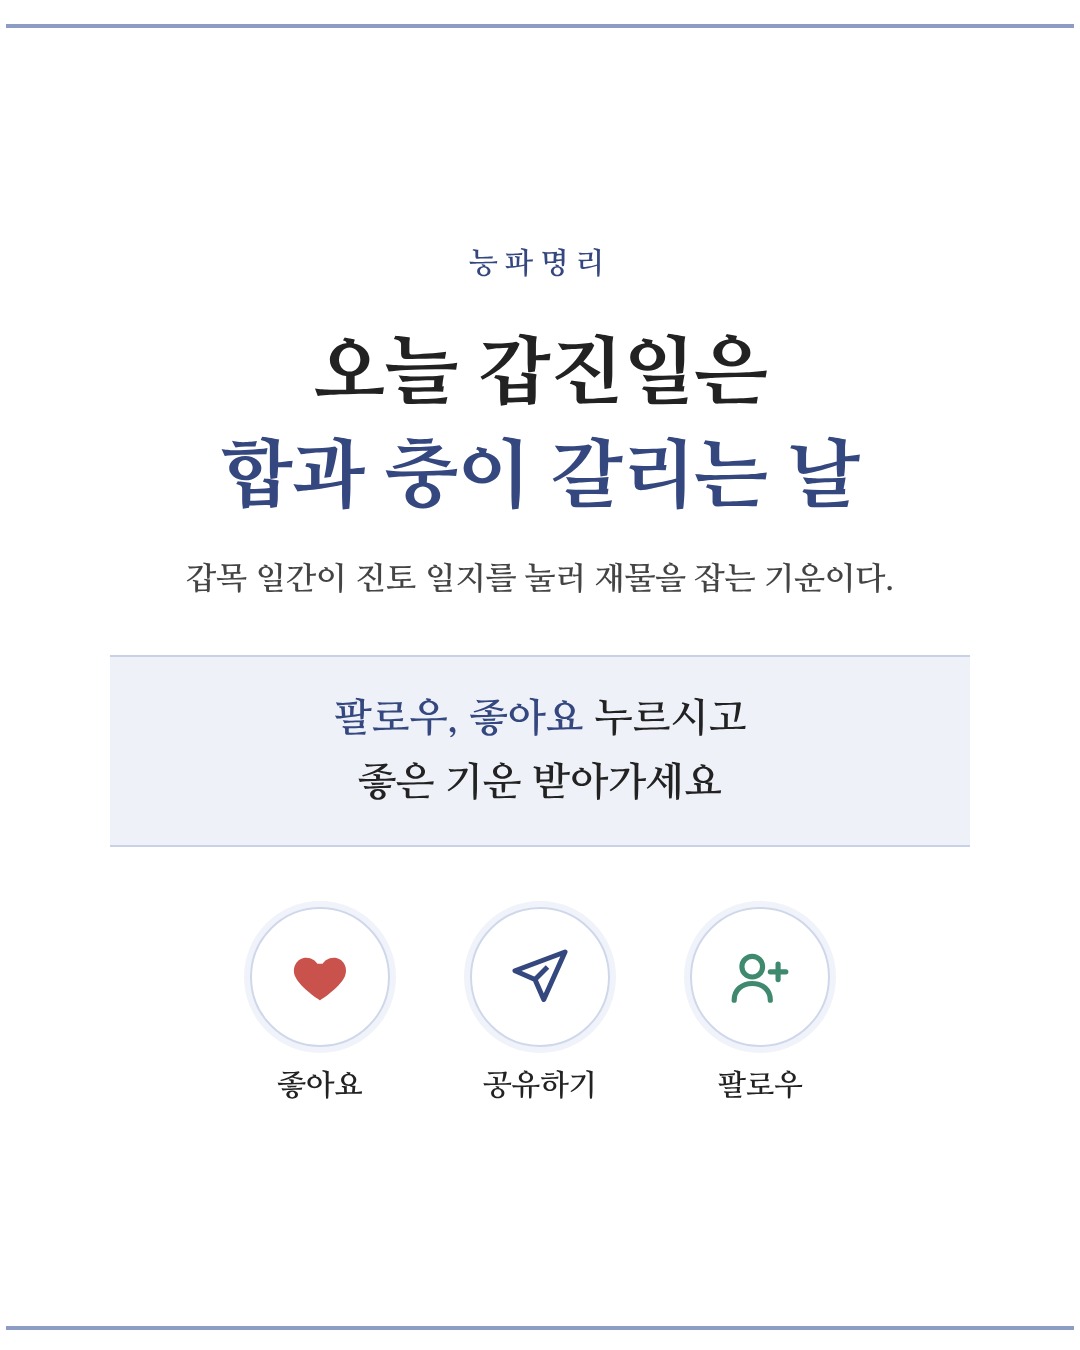 능파명리
오늘 갑진일은
합과 충이 갈리는 날
갑목 일간이 진토 일지를 눌러 재물을 잡는 기운이다.
팔로우, 좋아요 누르시고
좋은 기운 받아가세요
좋아요 공유하기 팔로우